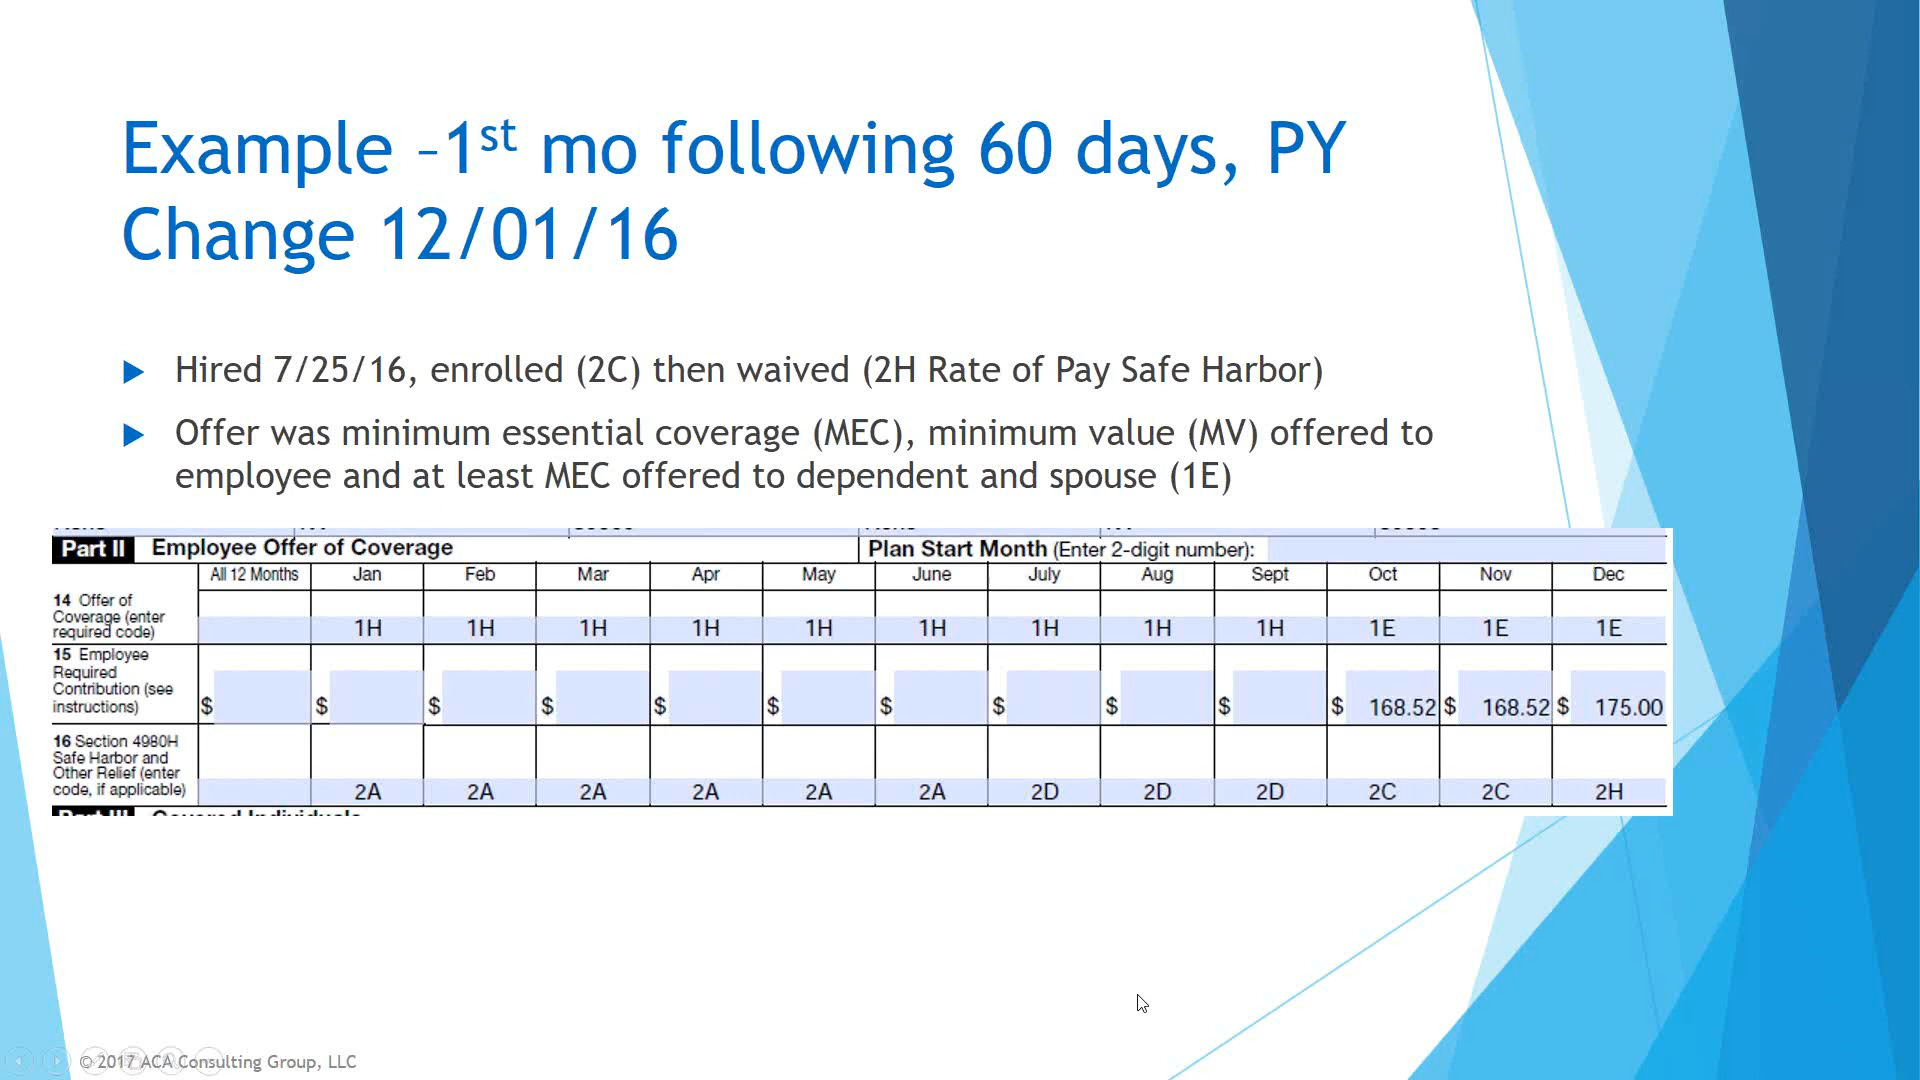 Example –1st mo following 60 days, PY
Change 12/01/16
Hired 7/25/16, enrolled (2C) then waived (2H Rate of Pay Safe Harbor)
Offer was minimum essential coverage (MEC), minimum value (MV) offered to
employee and at least MEC offered to dependent and spouse (1E)
Part II Employee Offer of Coverage Plan Start Month (Enter 2-digit number):
All 12 Months Jan Feb Mar Apr May June July Aug Sept Oct Nov Dec
14 Offer of
Coverage (enter
required code) 1H 1H 1H 1H 1H 1H 1H 1H 1H 1E 1E 1E
15 Employee
Required
Contribution (see
instructions) $ $ $ $ $ $ $ $ $ $ $ 168.52 $ 168.52 $ 175.00
16 Section 4980H
Safe Harbor and
Other Relief (enter
code, if applicable) 2A 2A 2A 2A 2A 2A 2D 2D 2D 2C 2C 2H
Part III Covered Individuals
© 2017 ACA Consulting Group, LLC